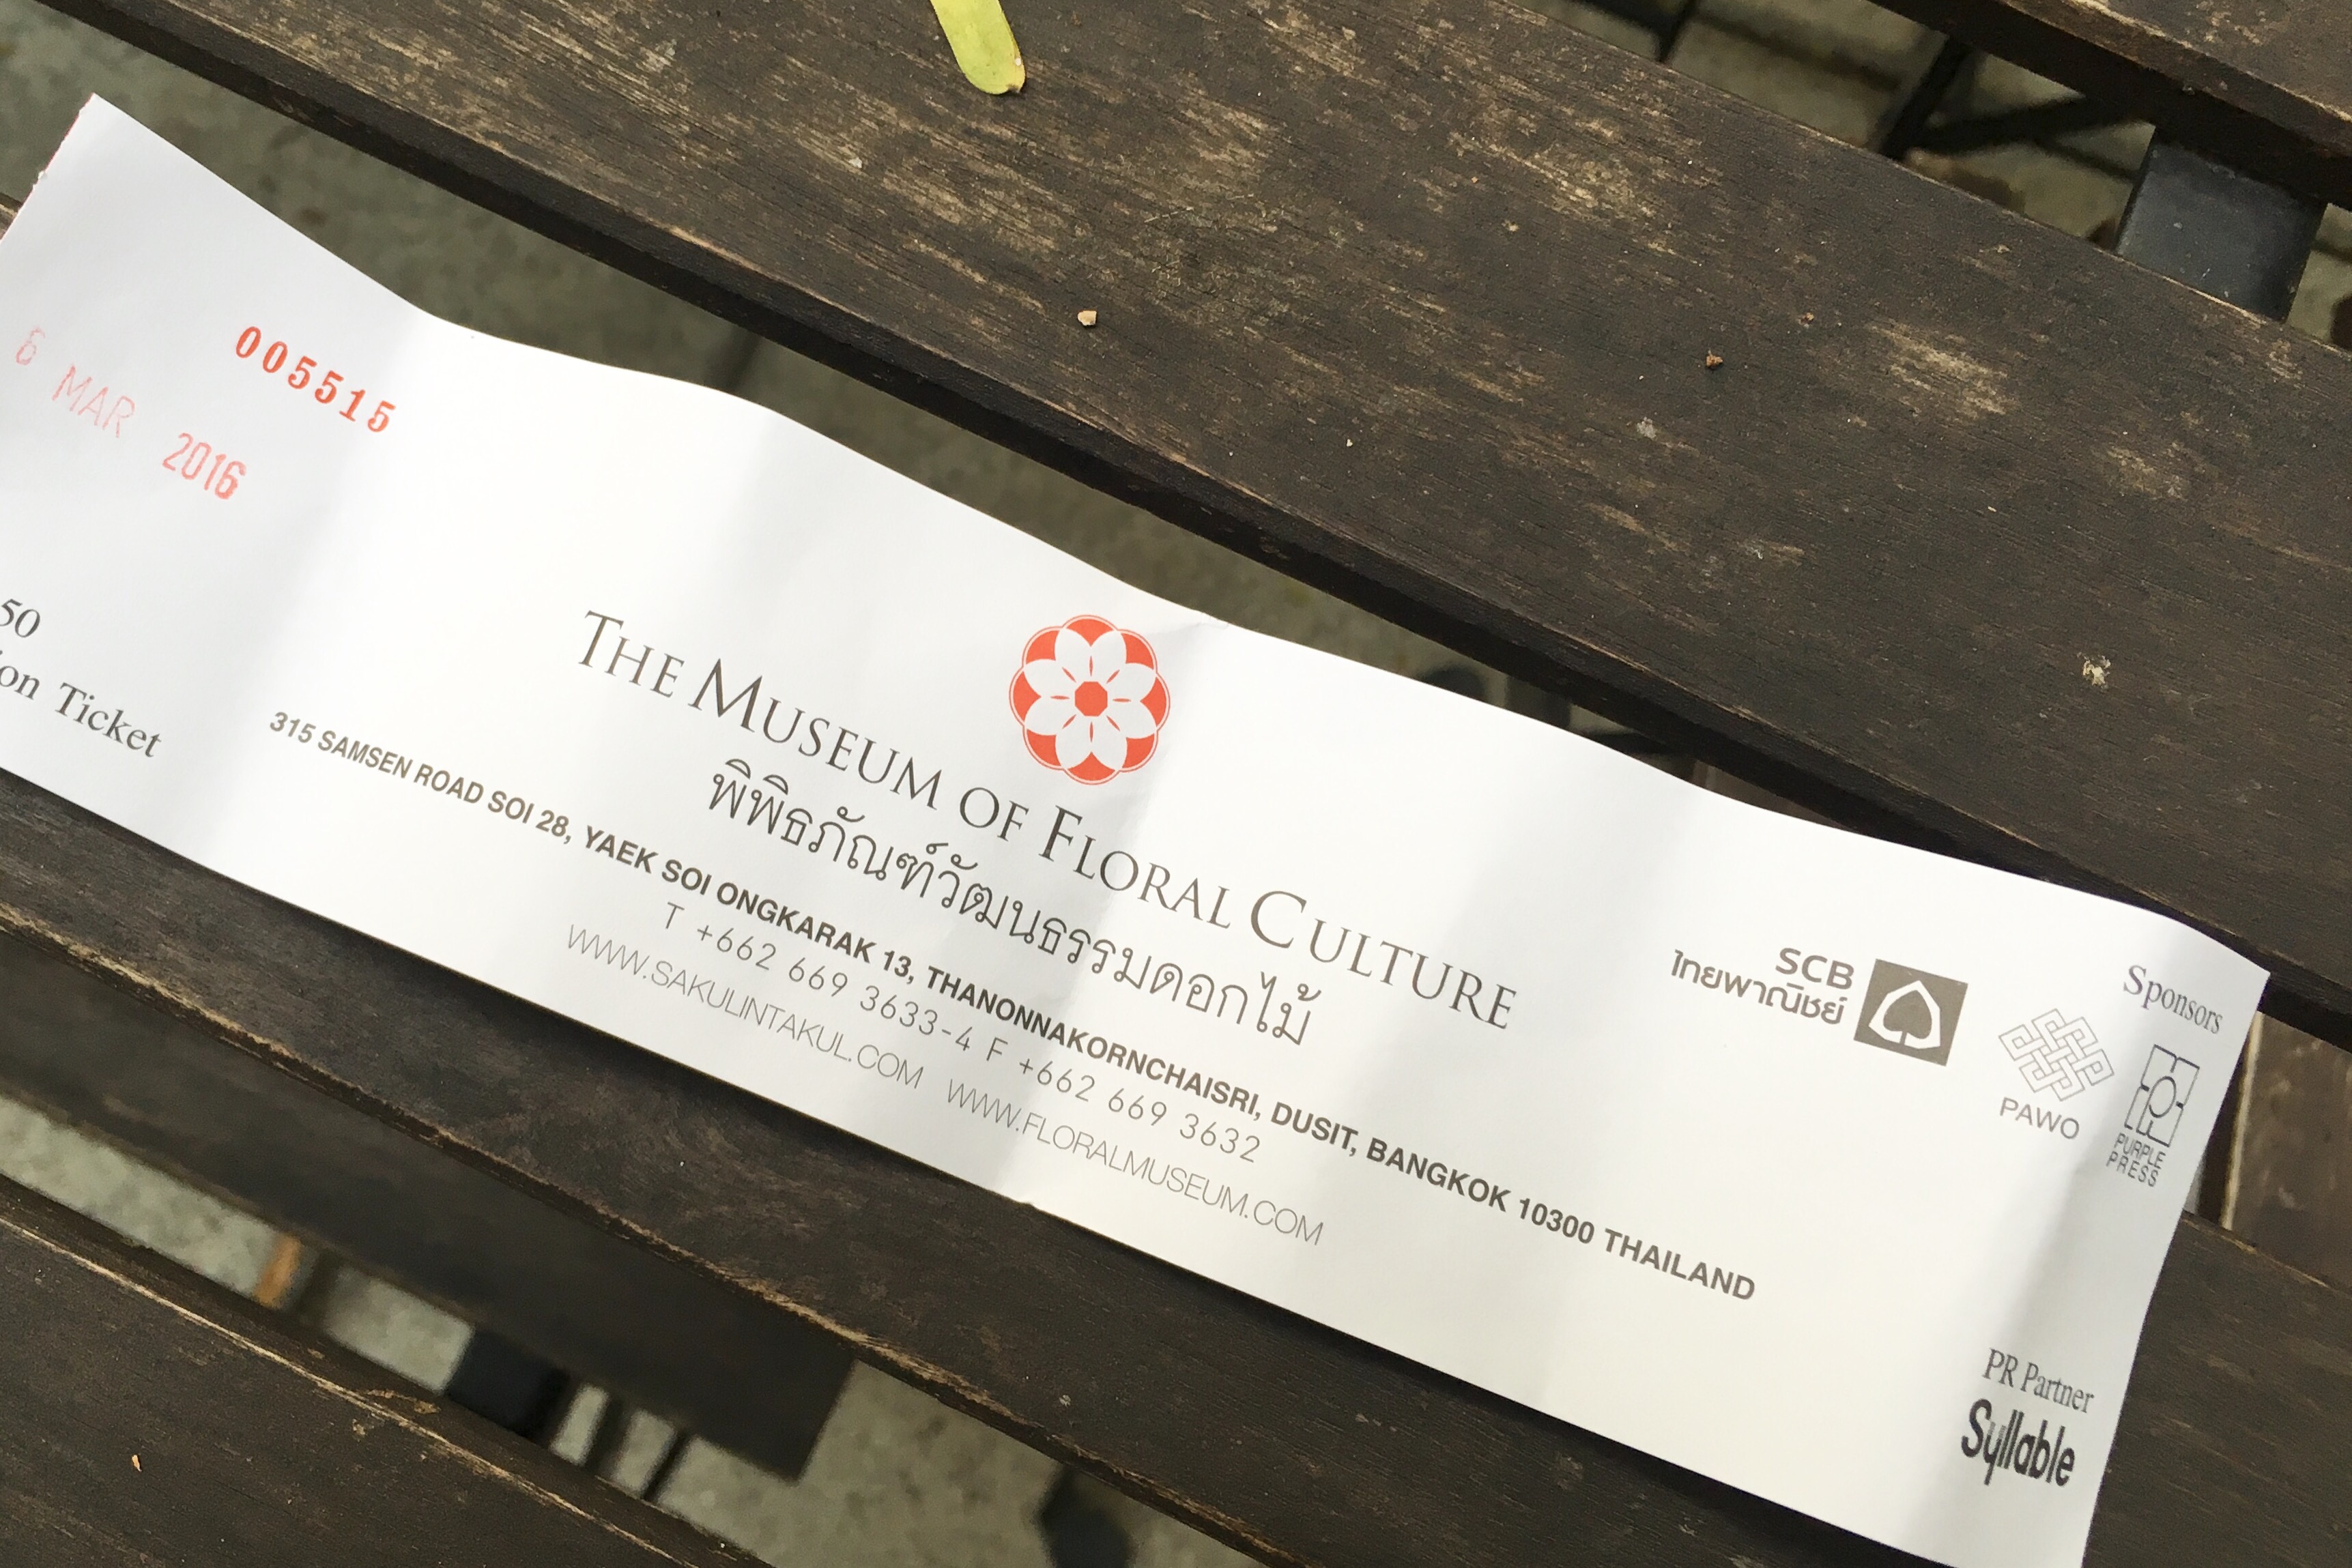 005515
6 MAR 2016
50
on Ticket
THE MUSEUM OF FLORAL CULTURE
พิพิธภัณฑ์วัฒนธรรมดอกไม้
315 SAMSEN ROAD SOI 28, YAEK SOI ONGKARAK 13, THANONNAKORNCHAISRI, DUSIT, BANGKOK 10300 THAILAND
T +662 669 3633-4 F +662 669 3632
WWW.SAKULINTAKUL.COM WWW.FLORALMUSEUM.COM
Sponsors
SCB
ไทยพาณิชย์
PAWO
PURPLE
PRESS
PR Partner
Syllable